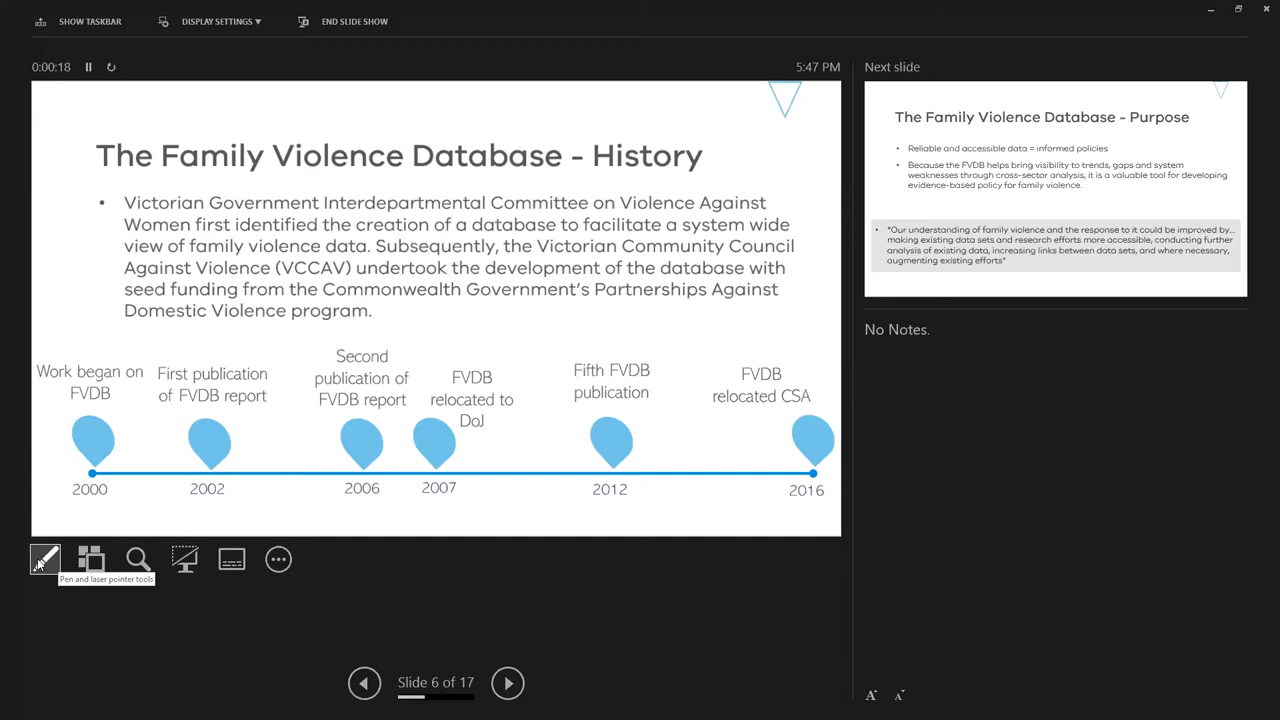 SHOW TASKBAR
DISPLAY SETTINGS ▼
END SLIDE SHOW
0:00:18
5:47 PM
The Family Violence Database - History
• Victorian Government Interdepartmental Committee on Violence Against
Women first identified the creation of a database to facilitate a system wide
view of family violence data. Subsequently, the Victorian Community Council
Against Violence (VCCAV) undertook the development of the database with
seed funding from the Commonwealth Government's Partnerships Against
Domestic Violence program.
Work began on
FVDB
First publication
of FVDB report
Second
publication of
FVDB report
FVDB
relocated to
DoJ
Fifth FVDB
publication
FVDB
relocated CSA
2000
2002
2006
2007
2012
2016
Pen and laser pointer tools
Slide 6 of 17
Next slide
The Family Violence Database - Purpose
• Reliable and accessible data = informed policies
• Because the FVDB helps bring visibility to trends, gaps and system
weaknesses through cross-sector analysis, it is a valuable tool for developing
evidence-based policy for family violence.
• "Our understanding of family violence and the response to it could be improved by...
making existing data sets and research efforts more accessible, conducting further
analysis of existing data, increasing links between data sets, and where necessary,
augmenting existing efforts"
No Notes.
A A